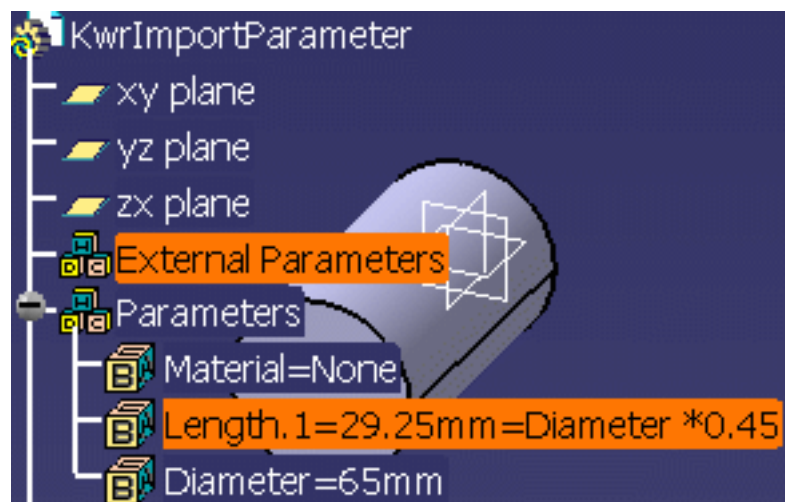 KwrImportParameter
xy plane
yz plane
zx plane
External Parameters
Parameters
Material=None
Length.1=29.25mm=Diameter *0.45
Diameter=65mm